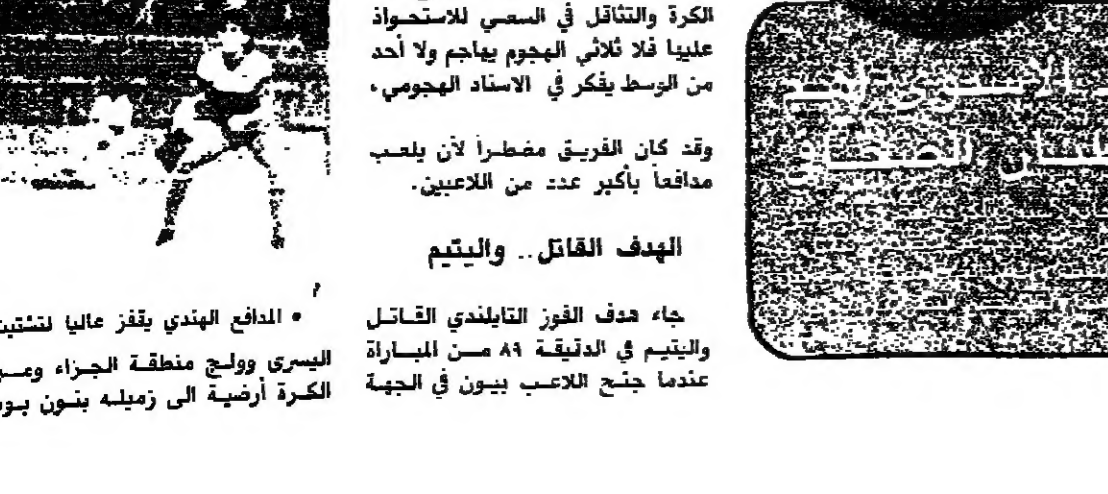 الكرة والتثاقل في السعي للاستحواذ
عليها فلا ثلاثي الهجوم يهاجم ولا أحد
من الوسط يفكر في الاسناد الهجومي،
وقد كان الفريق مضطراً لأن يلعب
مدافعاً بأكبر عدد من اللاعبين.
الهدف القاتل.. واليتيم
جاء هدف الفوز التايلندي القاتل
واليتيم في الدقيقة ٨٩ من المباراة
عندما جنح اللاعب بيون في الجهة
• المدافع الهندي يقفز عاليا لتشتيت
اليسرى وولج منطقة الجزاء
الكرة أرضية الى زميله بتون